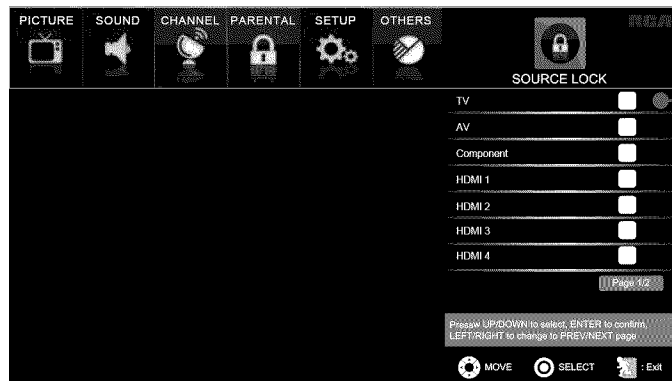 PICTURE SOUND CHANNEL PARENTAL SETUP OTHERS
RCA
SOURCE LOCK
TV
AV
Component
HDMI 1
HDMI 2
HDMI 3
HDMI 4
Page 1/2
Pressw UP/DOWN to select, ENTER to confirm,
LEFT/RIGHT to change to PREV/NEXT page
MOVE SELECT : Exit